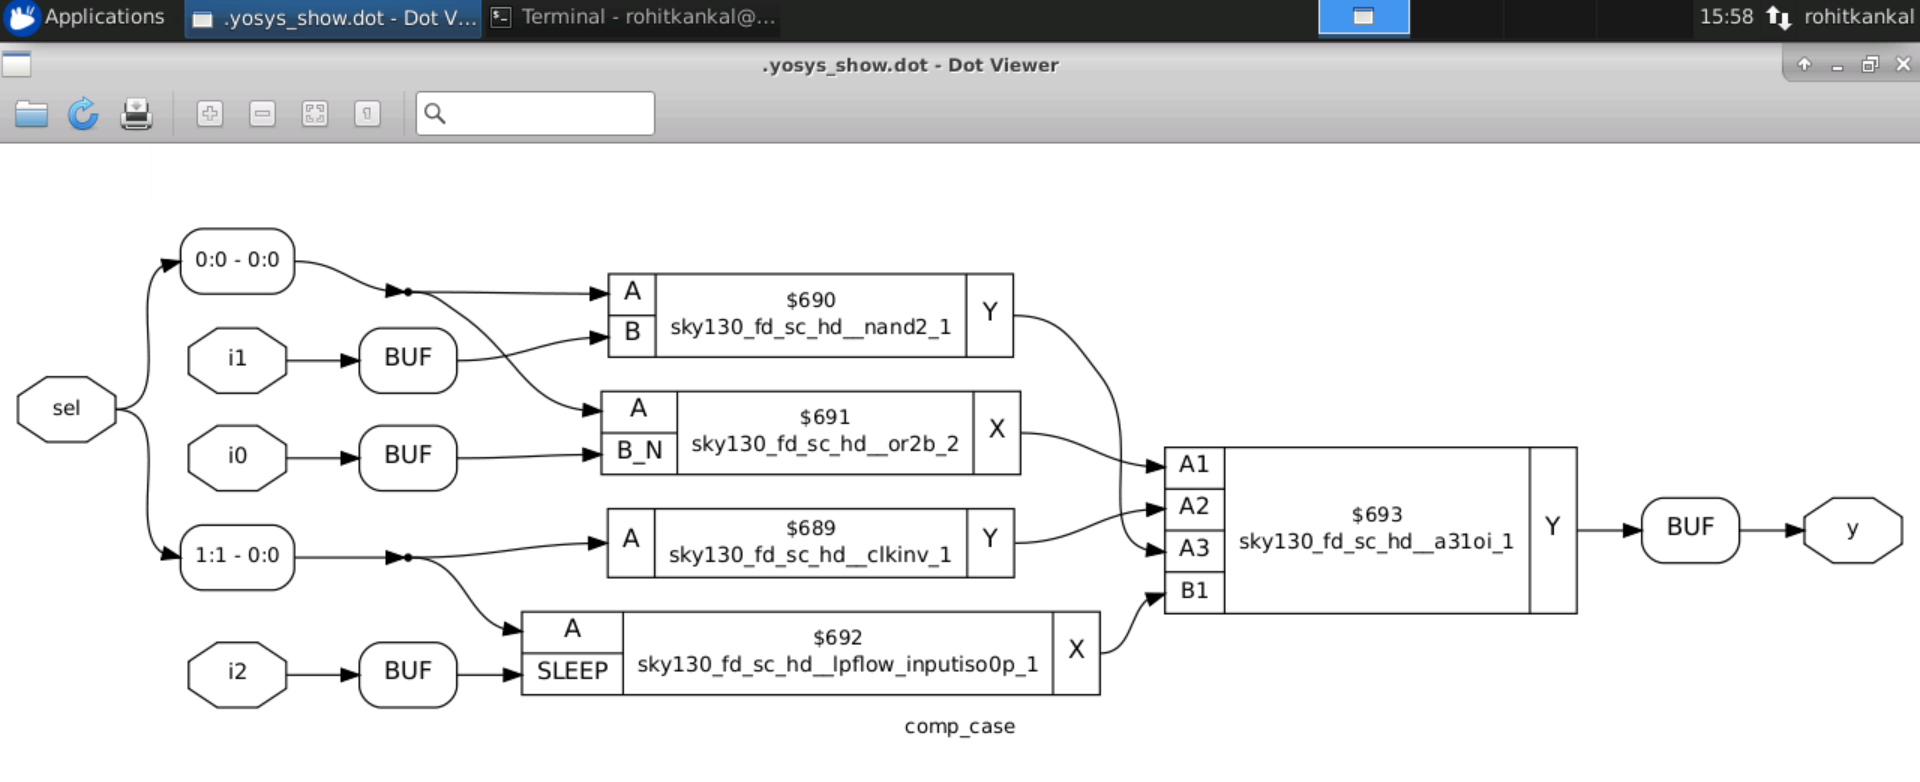 Applications
.yosys_show.dot - Dot V...
Terminal - rohitkankal@...
15:58
rohitkankal
.yosys_show.dot - Dot Viewer
0:0 - 0:0
i1
BUF
sel
i0
BUF
1:1 - 0:0
i2
BUF
A
B
$690
sky130_fd_sc_hd__nand2_1
Y
A
B_N
$691
sky130_fd_sc_hd__or2b_2
X
A
$689
sky130_fd_sc_hd__clkinv_1
Y
A
SLEEP
$692
sky130_fd_sc_hd__lpflow_inputiso0p_1
X
A1
A2
A3
B1
$693
sky130_fd_sc_hd__a31oi_1
Y
BUF
y
comp_case